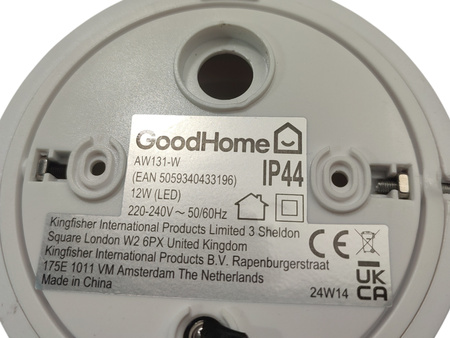 GoodHome
AW131-W
(EAN 5059340433196)
IP44
12W (LED)
220-240V ~ 50/60Hz
Kingfisher International Products Limited 3 Sheldon
Square London W2 6PX United Kingdom
Kingfisher International Products B.V. Rapenburgerstraat
175E 1011 VM Amsterdam The Netherlands
Made in China
CE
UK
CA
24W14